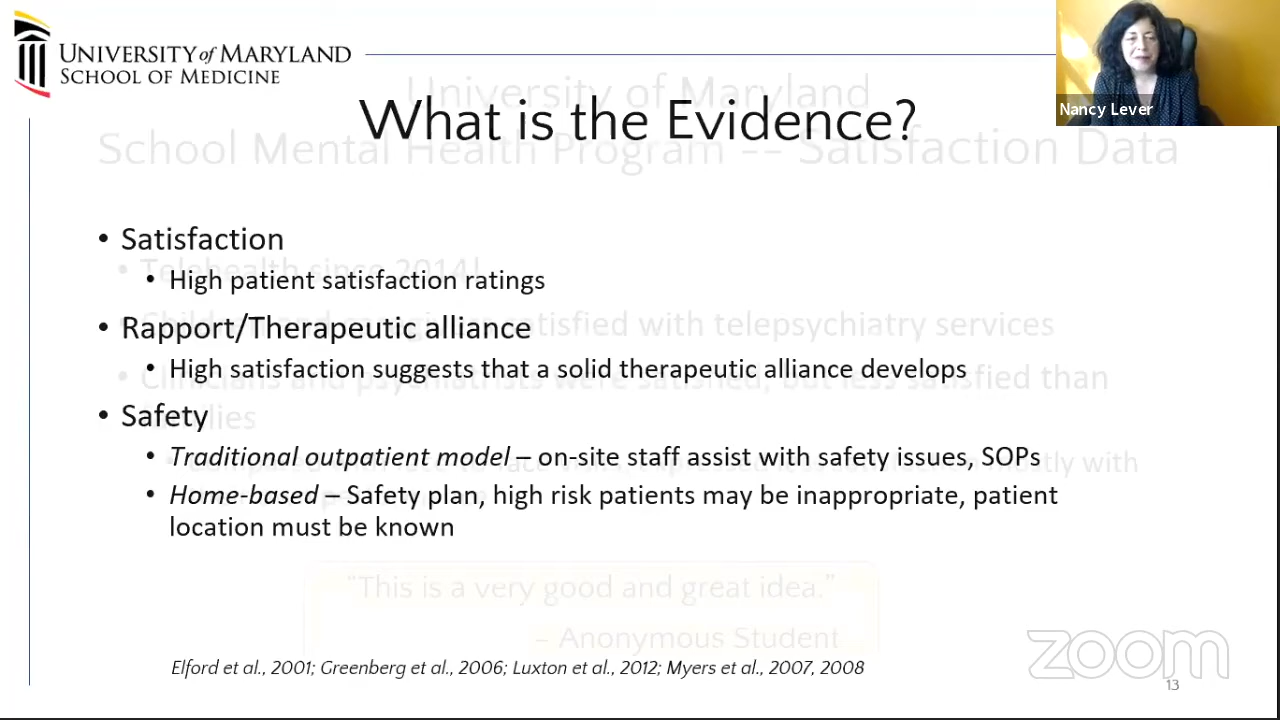 UNIVERSITY of MARYLAND
SCHOOL OF MEDICINE
Nancy Lever
University of Maryland
What is the Evidence?
School Mental Health Program -- Satisfaction Data
• Satisfaction
• Telehealth since 2014!
• High patient satisfaction ratings
• Rapport/Therapeutic alliance
satisfied with telepsychiatry services
• High satisfaction suggests that a solid therapeutic alliance develops
• Clinicians and psychiatrists were satisfied, but less satisfied than
families
• Safety
• Traditional outpatient model – on-site staff assist with safety issues, SOPs
mostly with
• Home-based – Safety plan, high risk patients may be inappropriate, patient
location must be known
“This is a very good and great idea.”
– Anonymous Student
Elford et al., 2001; Greenberg et al., 2006; Luxton et al., 2012; Myers et al., 2007, 2008
zoom
13